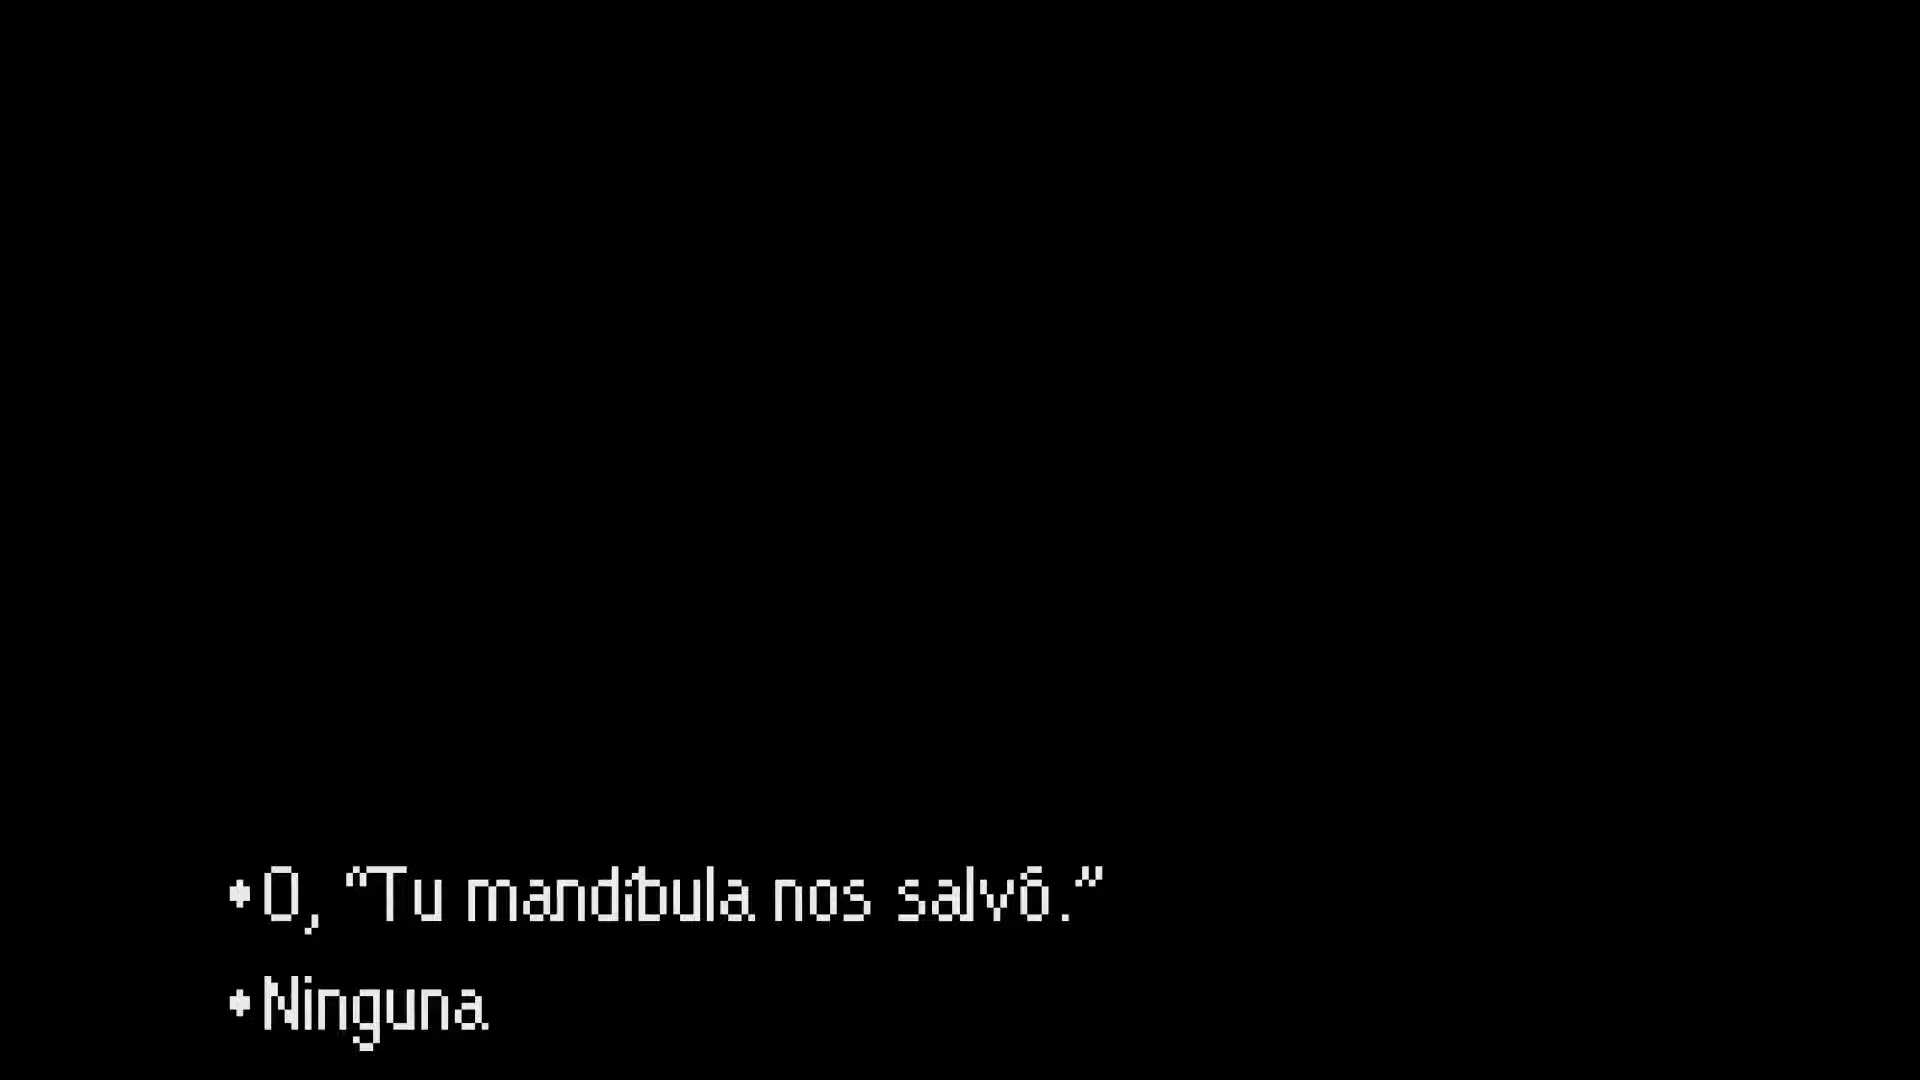 •O, “Tu mandíbula nos salvó.”
•Ninguna